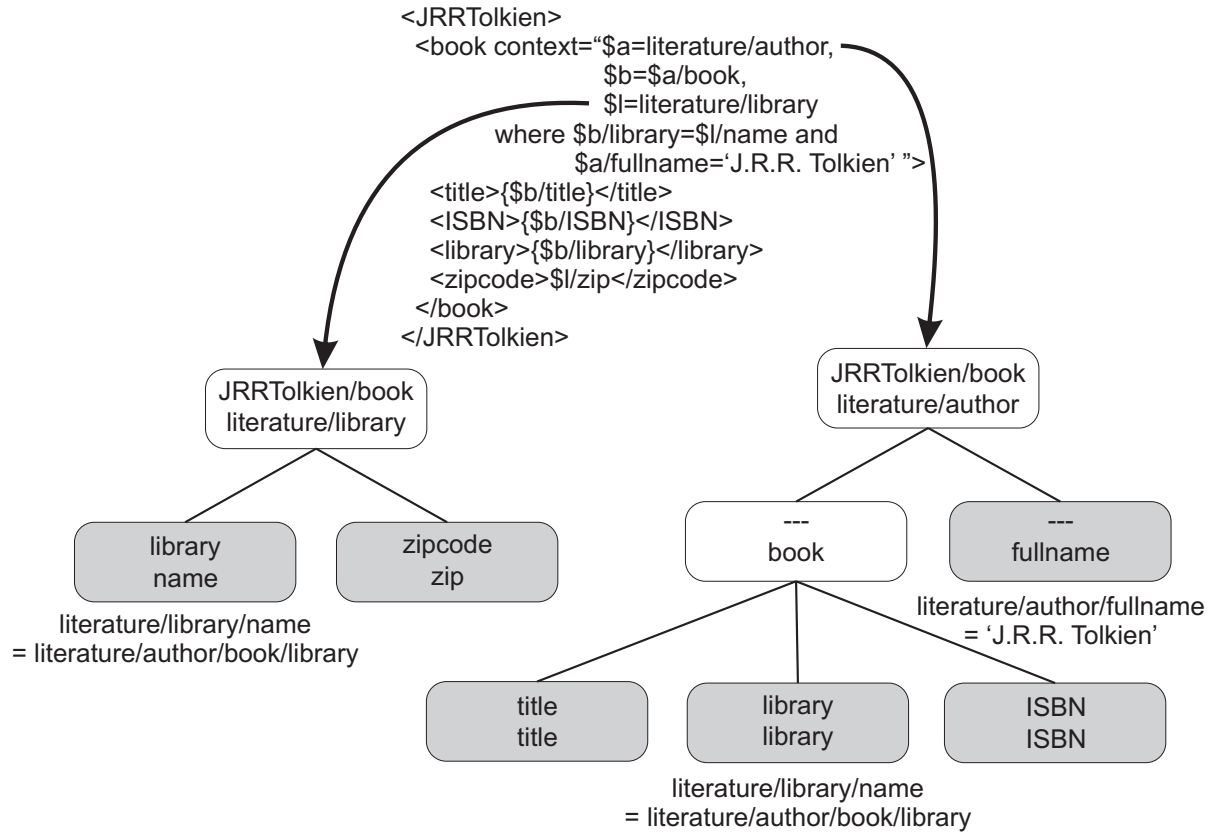 <JRRTolkien>
<book context=“$a=literature/author,
$b=$a/book,
$l=literature/library
where $b/library=$l/name and
$a/fullname=‘J.R.R. Tolkien’ ”>
<title>{$b/title}</title>
<ISBN>{$b/ISBN}</ISBN>
<library>{$b/library}</library>
<zipcode>$l/zip</zipcode>
</book>
</JRRTolkien>
JRRTolkien/book
literature/library
JRRTolkien/book
literature/author
library
name
zipcode
zip
---
book
---
fullname
literature/library/name
= literature/author/book/library
literature/author/fullname
= ‘J.R.R. Tolkien’
title
title
library
library
ISBN
ISBN
literature/library/name
= literature/author/book/library